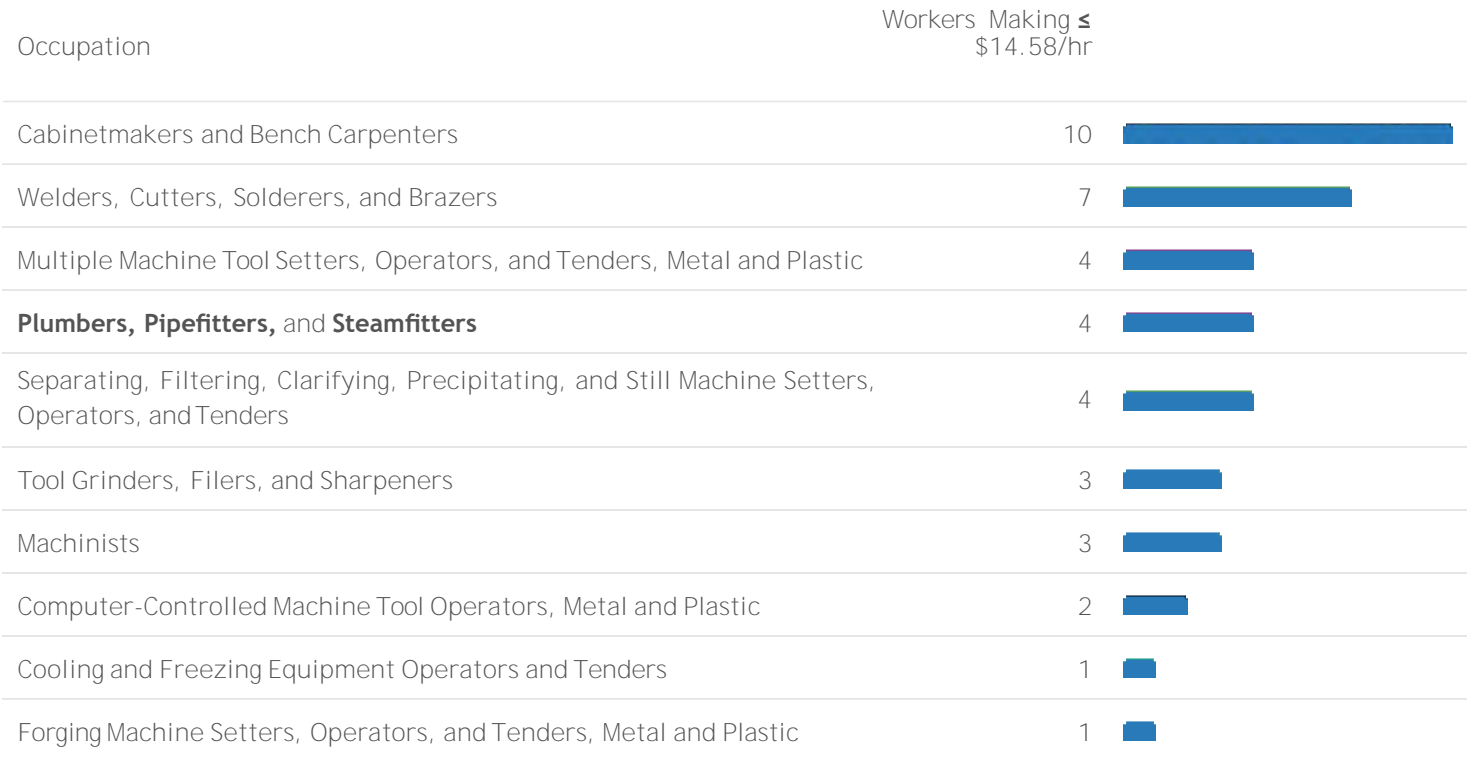 Workers Making ≤
Occupation
$14.58/hr
Cabinetmakers and Bench Carpenters 10
Welders, Cutters, Solderers, and Brazers 7
Multiple Machine Tool Setters, Operators, and Tenders, Metal and Plastic 4
Plumbers, Pipefitters, and Steamfitters 4
Separating, Filtering, Clarifying, Precipitating, and Still Machine Setters,
Operators, and Tenders 4
Tool Grinders, Filers, and Sharpeners 3
Machinists 3
Computer-Controlled Machine Tool Operators, Metal and Plastic 2
Cooling and Freezing Equipment Operators and Tenders 1
Forging Machine Setters, Operators, and Tenders, Metal and Plastic 1